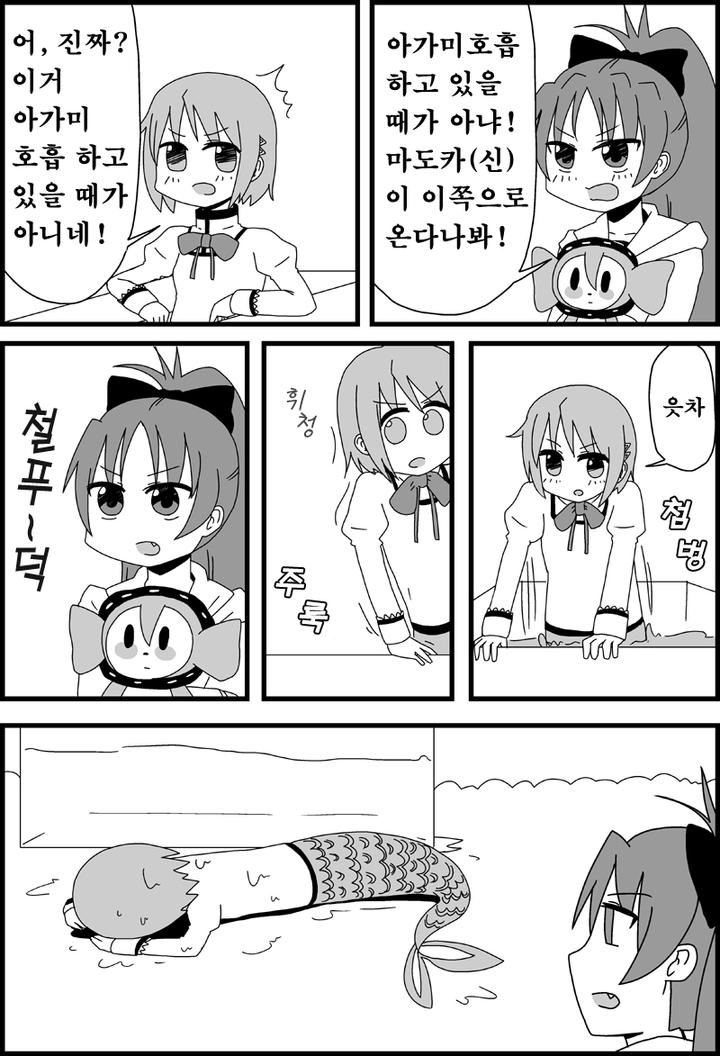 아가미호흡
하고 있을
때가 아냐!
마도카(신)
이 이쪽으로
온다나봐!
어, 진짜?
이거
아가미
호흡 하고
있을 때가
아니네!
읏차
첨병
휘청
주룩
철푸~덕